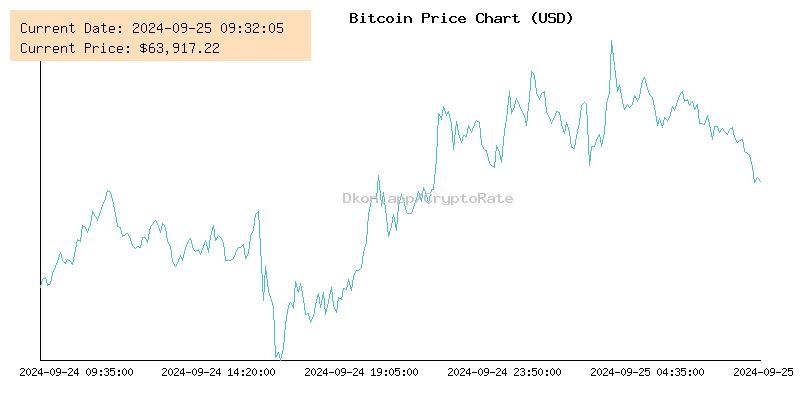 Bitcoin Price Chart (USD)
Current Date: 2024-09-25 09:32:05
Current Price: $63,917.22
2024-09-24 09:35:00
2024-09-24 14:20:00
2024-09-24 19:05:00
2024-09-24 23:50:00
2024-09-25 04:35:00
2024-09-25